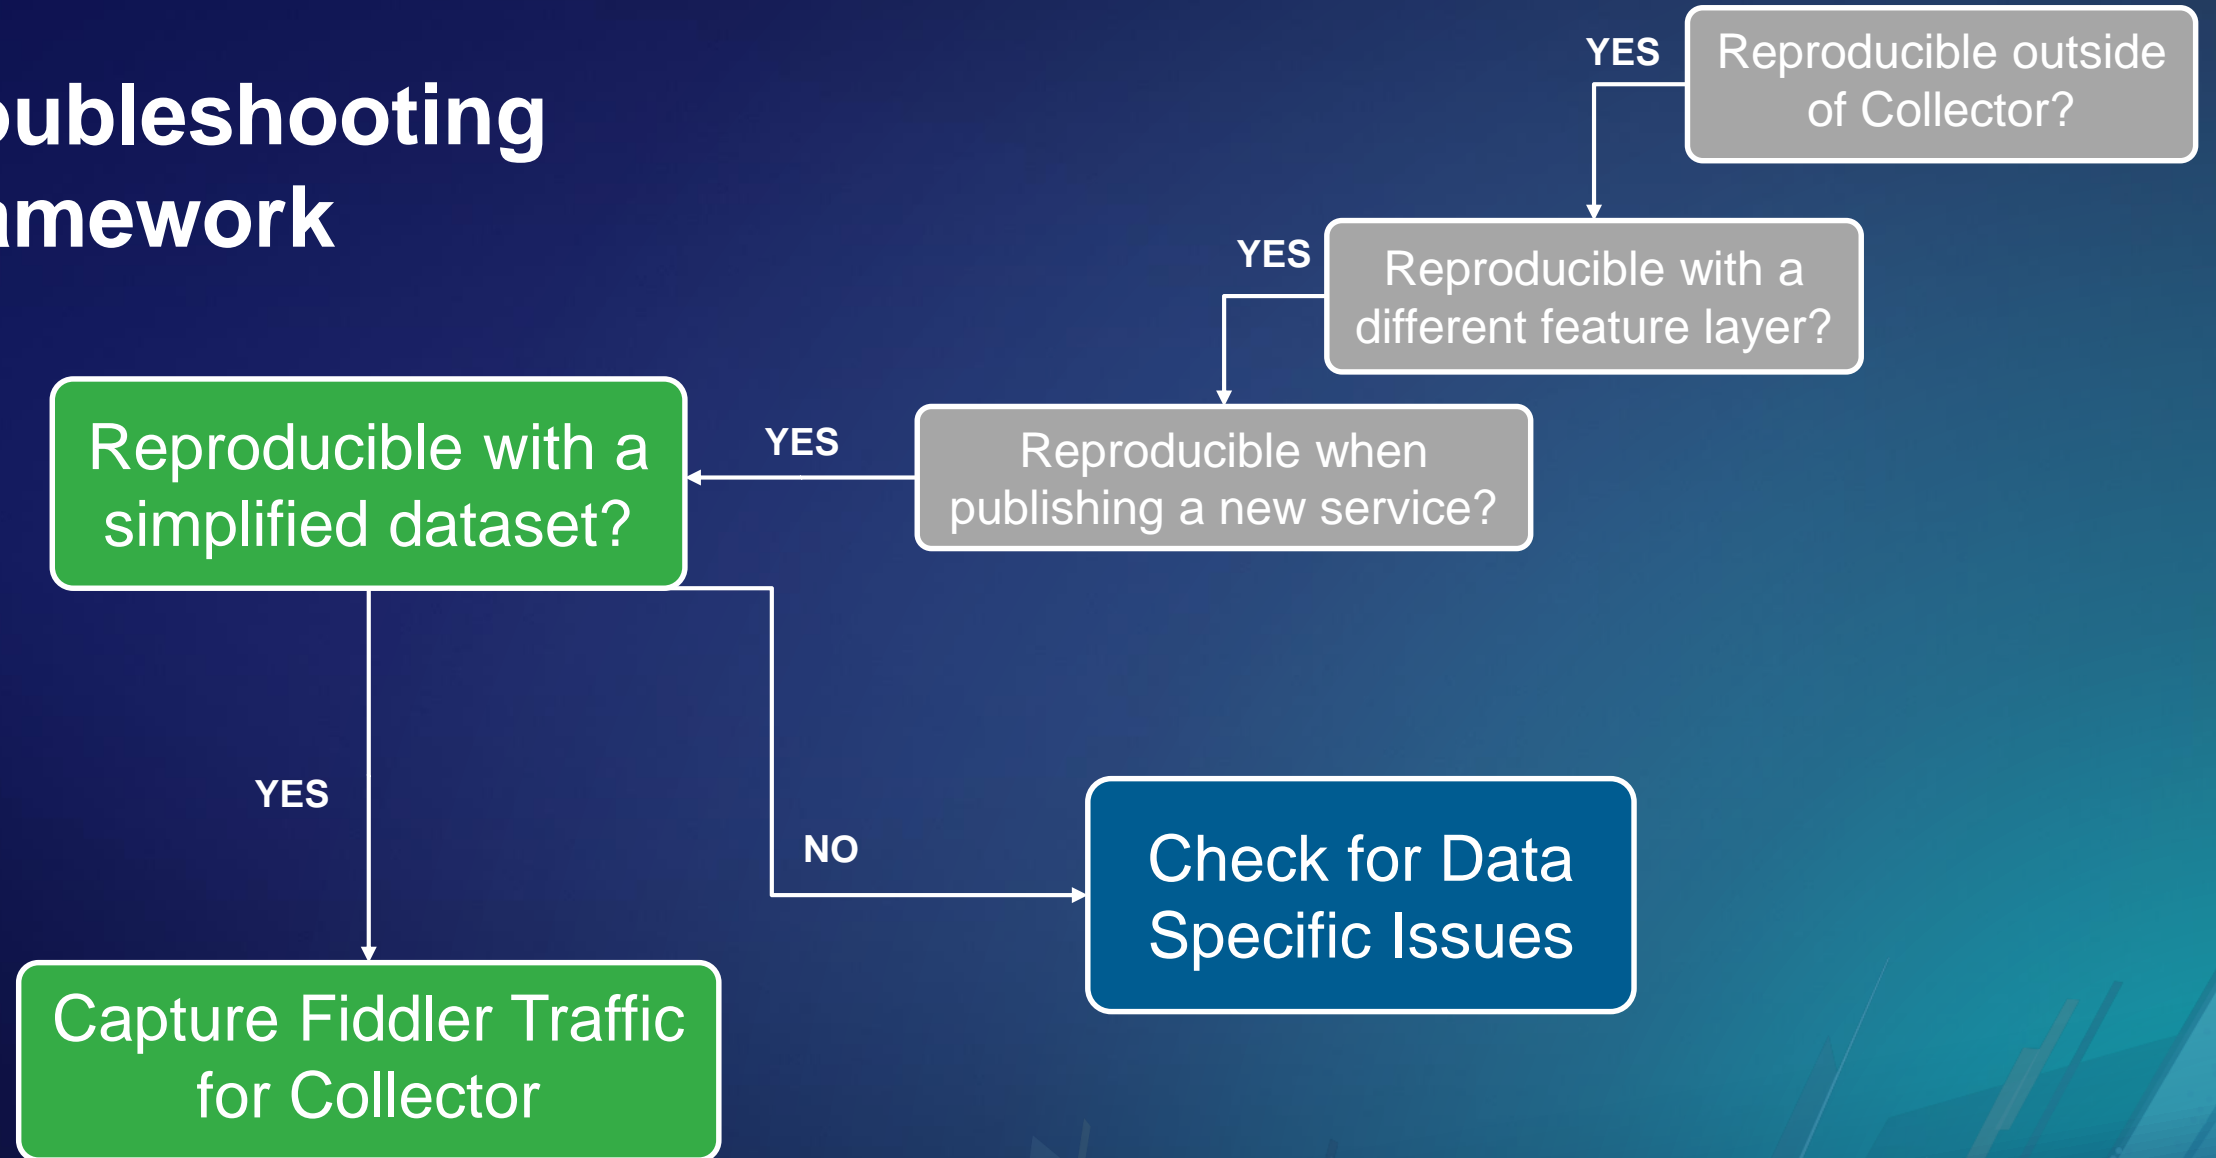 oubleshooting
amework
YES
Reproducible outside
of Collector?
YES
Reproducible with a
different feature layer?
Reproducible with a
simplified dataset?
YES
Reproducible when
publishing a new service?
YES
NO
Check for Data
Specific Issues
Capture Fiddler Traffic
for Collector